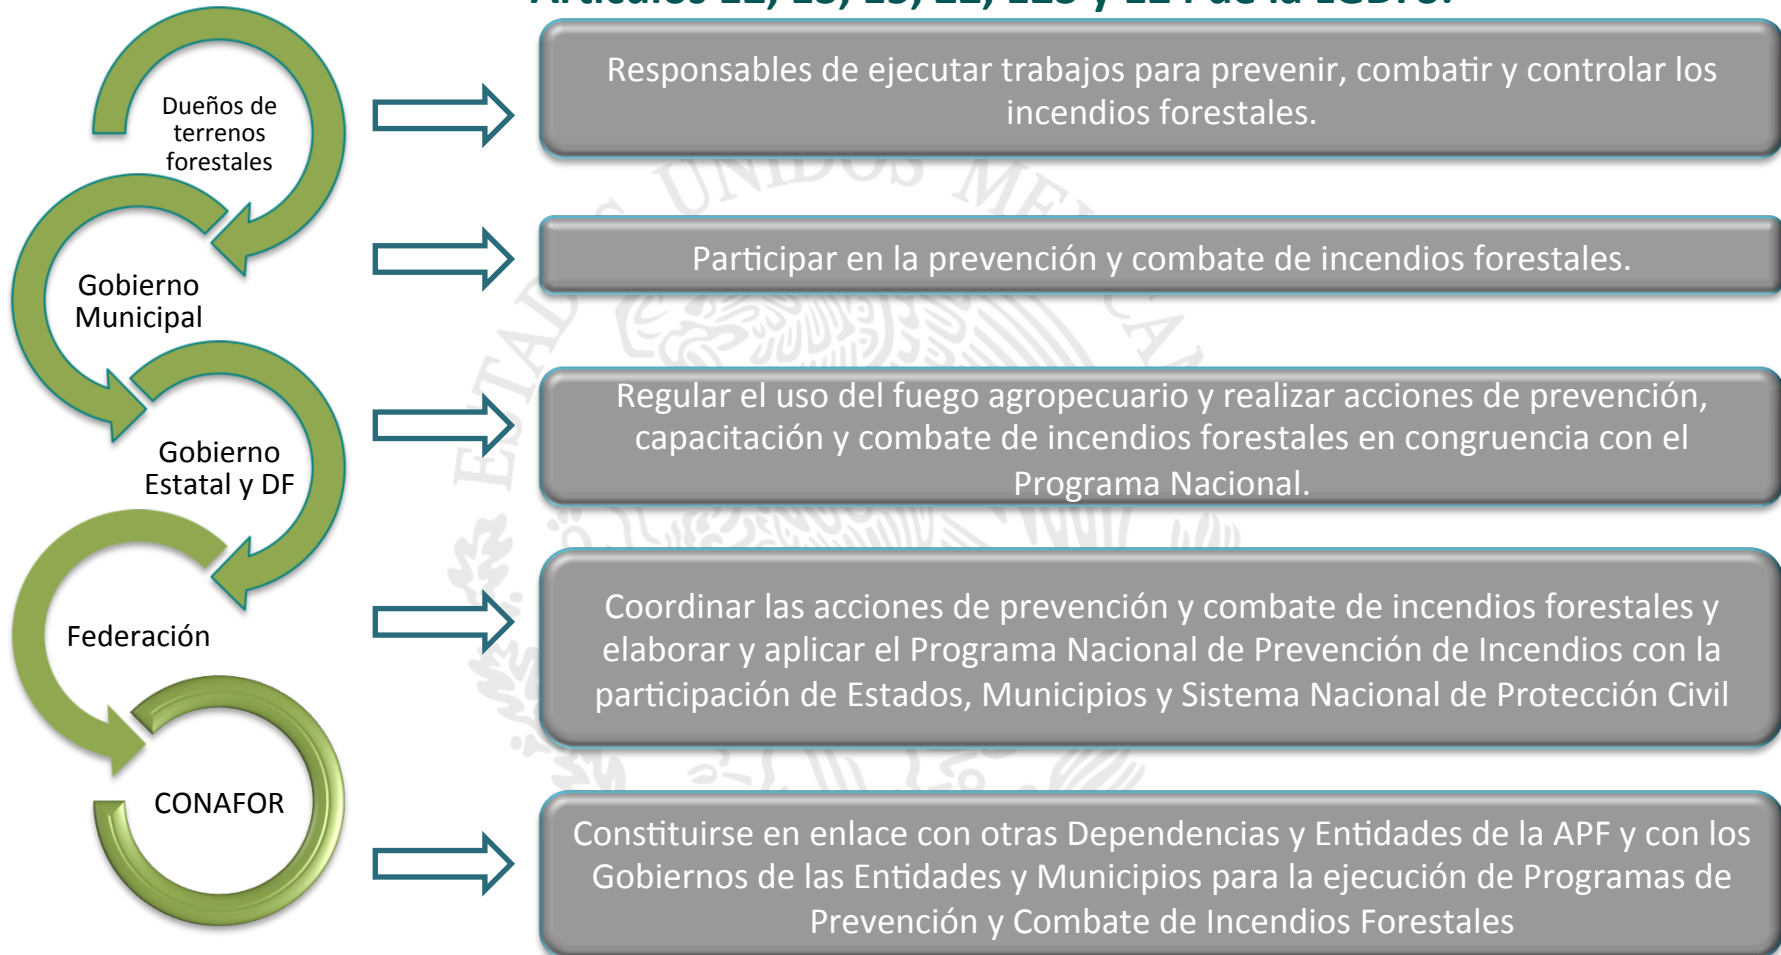 de la
Dueños de
terrenos
forestales
Responsables de ejecutar trabajos para prevenir, combatir y controlar los
incendios forestales.
Gobierno
Municipal
Participar en la prevención y combate de incendios forestales.
Gobierno
Estatal y DF
Regular el uso del fuego agropecuario y realizar acciones de prevención,
capacitación y combate de incendios forestales en congruencia con el
Programa Nacional.
Federación
Coordinar las acciones de prevención y combate de incendios forestales y
elaborar y aplicar el Programa Nacional de Prevención de Incendios con la
participación de Estados, Municipios y Sistema Nacional de Protección Civil
CONAFOR
Constituirse en enlace con otras Dependencias y Entidades de la APF y con los
Gobiernos de las Entidades y Municipios para la ejecución de Programas de
Prevención y Combate de Incendios Forestales
UNIDOS